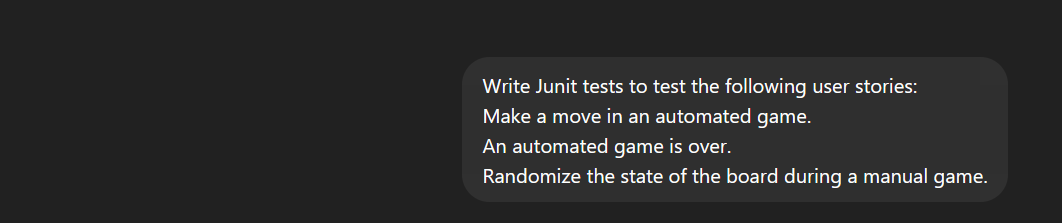 Write Junit tests to test the following user stories:
Make a move in an automated game.
An automated game is over.
Randomize the state of the board during a manual game.